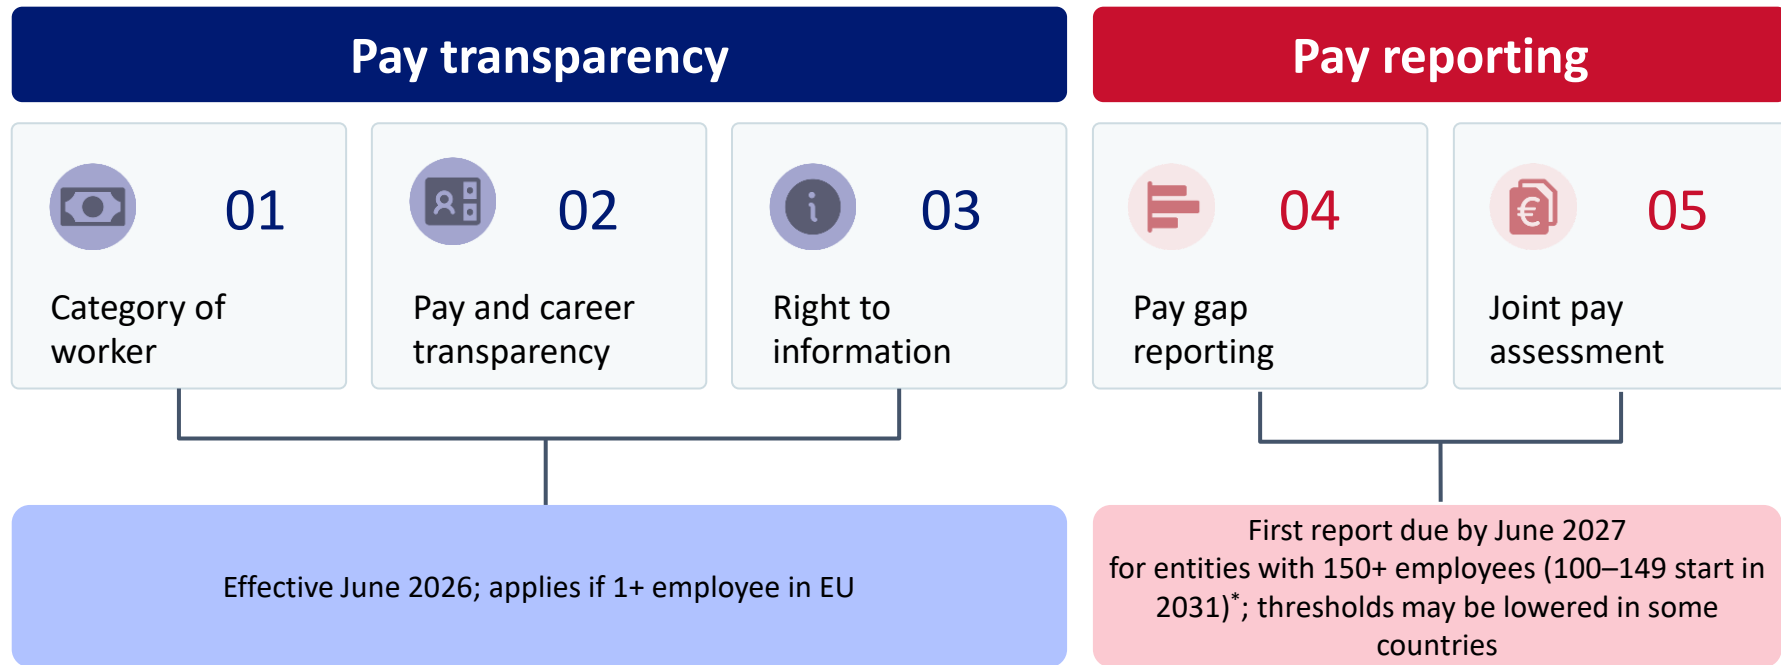 Pay transparency
Pay reporting
01
Category of
worker
02
Pay and career
transparency
03
Right to
information
04
Pay gap
reporting
05
Joint pay
assessment
Effective June 2026; applies if 1+ employee in EU
First report due by June 2027
for entities with 150+ employees (100–149 start in
2031)*; thresholds may be lowered in some
countries